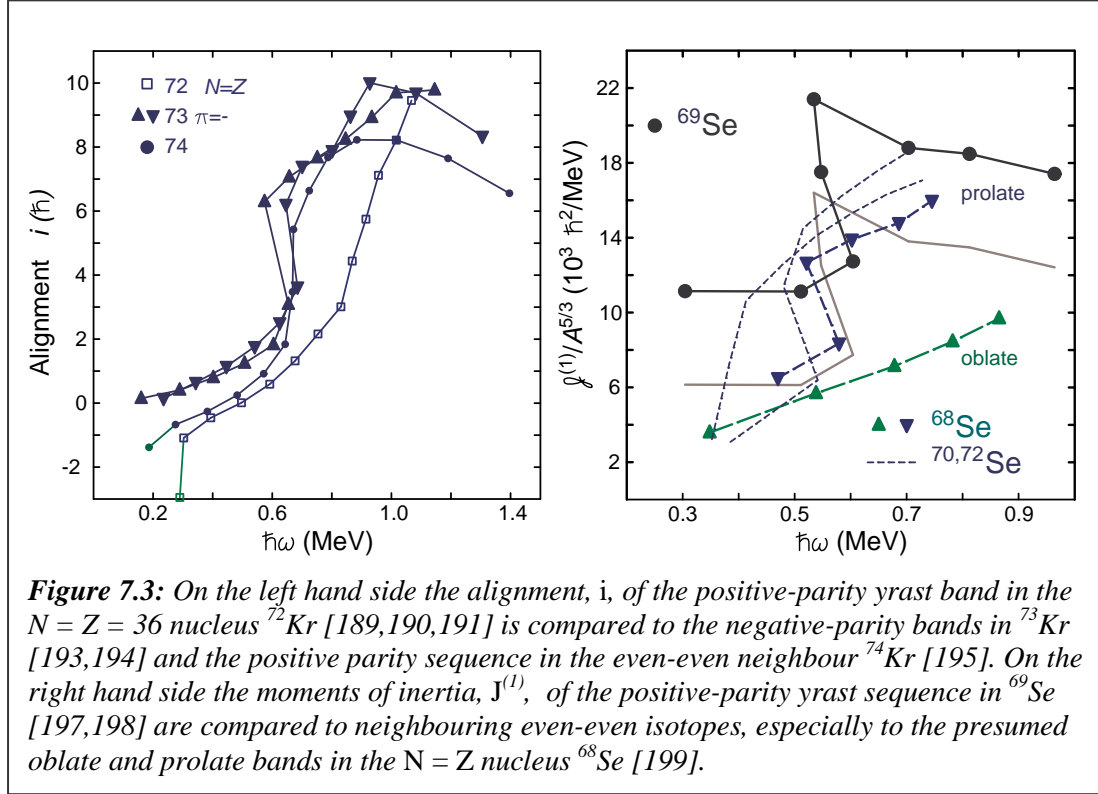 10
8
6
4
2
0
-2
Alignment i (ħ)
72 N=Z
73 π=-
74
0.2 0.6 1.0 1.4
ħω (MeV)
22
18
14
10
6
2
𝒥⁽¹⁾/A⁵ᐟ³ (10³ ħ²/MeV)
⁶⁹Se
prolate
oblate
⁶⁸Se
⁷⁰,⁷²Se
0.3 0.5 0.7 0.9
ħω (MeV)
Figure 7.3: On the left hand side the alignment, i, of the positive-parity yrast band in the
N = Z = 36 nucleus ⁷²Kr [189,190,191] is compared to the negative-parity bands in ⁷³Kr
[193,194] and the positive parity sequence in the even-even neighbour ⁷⁴Kr [195]. On the
right hand side the moments of inertia, J⁽¹⁾, of the positive-parity yrast sequence in ⁶⁹Se
[197,198] are compared to neighbouring even-even isotopes, especially to the presumed
oblate and prolate bands in the N = Z nucleus ⁶⁸Se [199].